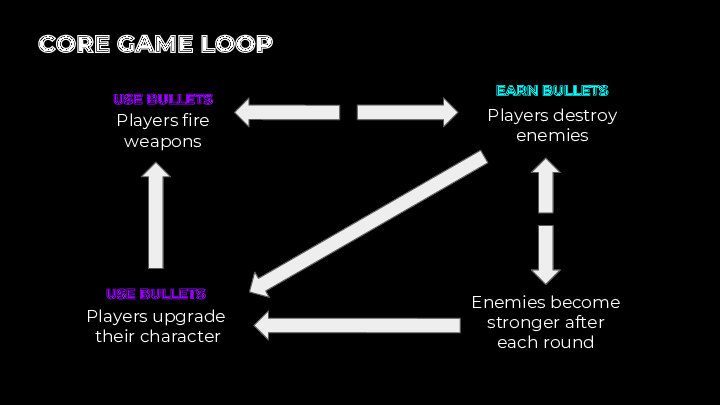 CORE GAME LOOP
USE BULLETS
Players fire
weapons
EARN BULLETS
Players destroy
enemies
USE BULLETS
Players upgrade
their character
Enemies become
stronger after
each round